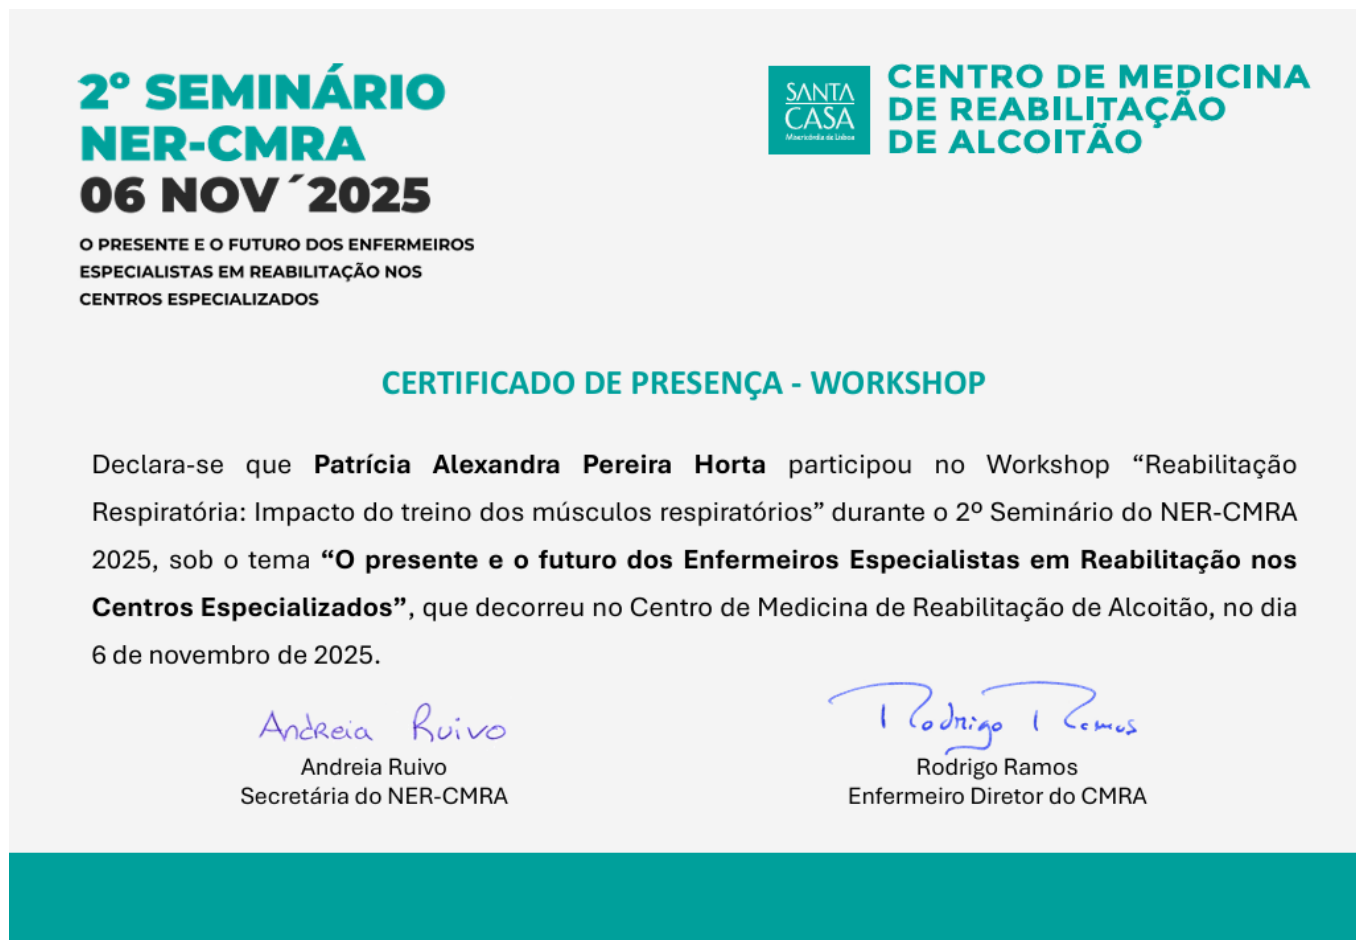 2º SEMINÁRIO
NER-CMRA
06 NOV´2025
O PRESENTE E O FUTURO DOS ENFERMEIROS
ESPECIALISTAS EM REABILITAÇÃO NOS
CENTROS ESPECIALIZADOS
SANTA
CASA
Misericórdia de Lisboa
CENTRO DE MEDICINA
DE REABILITAÇÃO
DE ALCOITÃO
CERTIFICADO DE PRESENÇA - WORKSHOP
Declara-se que Patrícia Alexandra Pereira Horta participou no Workshop “Reabilitação
Respiratória: Impacto do treino dos músculos respiratórios” durante o 2º Seminário do NER-CMRA
2025, sob o tema “O presente e o futuro dos Enfermeiros Especialistas em Reabilitação nos
Centros Especializados”, que decorreu no Centro de Medicina de Reabilitação de Alcoitão, no dia
6 de novembro de 2025.
Andreia Ruivo
Andreia Ruivo
Secretária do NER-CMRA
Rodrigo Ramos
Rodrigo Ramos
Enfermeiro Diretor do CMRA